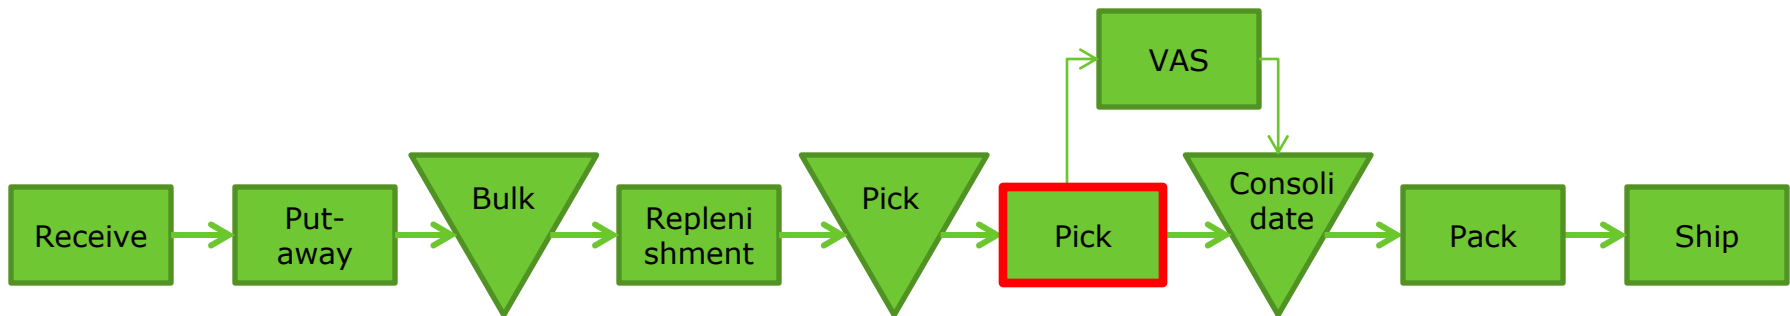 VAS
Receive
Put-
away
Bulk
Repleni
shment
Pick
Pick
Consoli
date
Pack
Ship